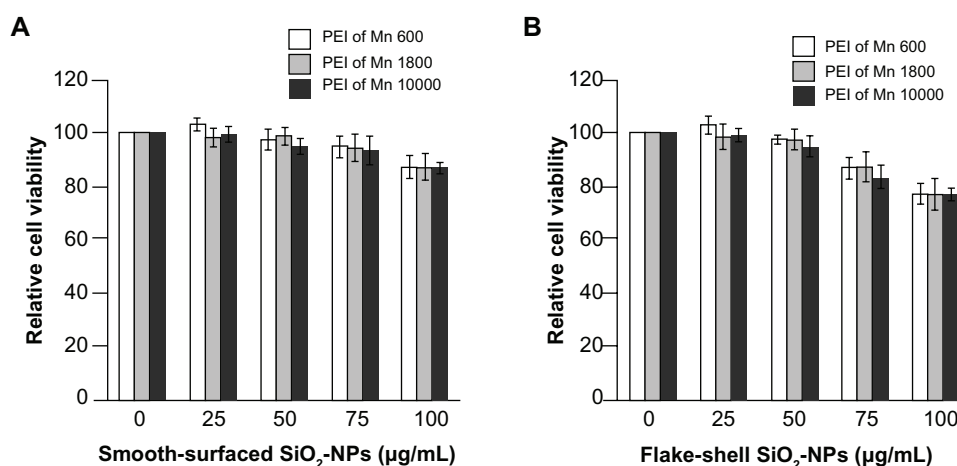 A
PEI of Mn 600
PEI of Mn 1800
PEI of Mn 10000
120
100
80
60
40
20
0
Relative cell viability
0 25 50 75 100
Smooth-surfaced SiO₂-NPs (µg/mL)
B
PEI of Mn 600
PEI of Mn 1800
PEI of Mn 10000
120
100
80
60
40
20
0
Relative cell viability
0 25 50 75 100
Flake-shell SiO₂-NPs (µg/mL)